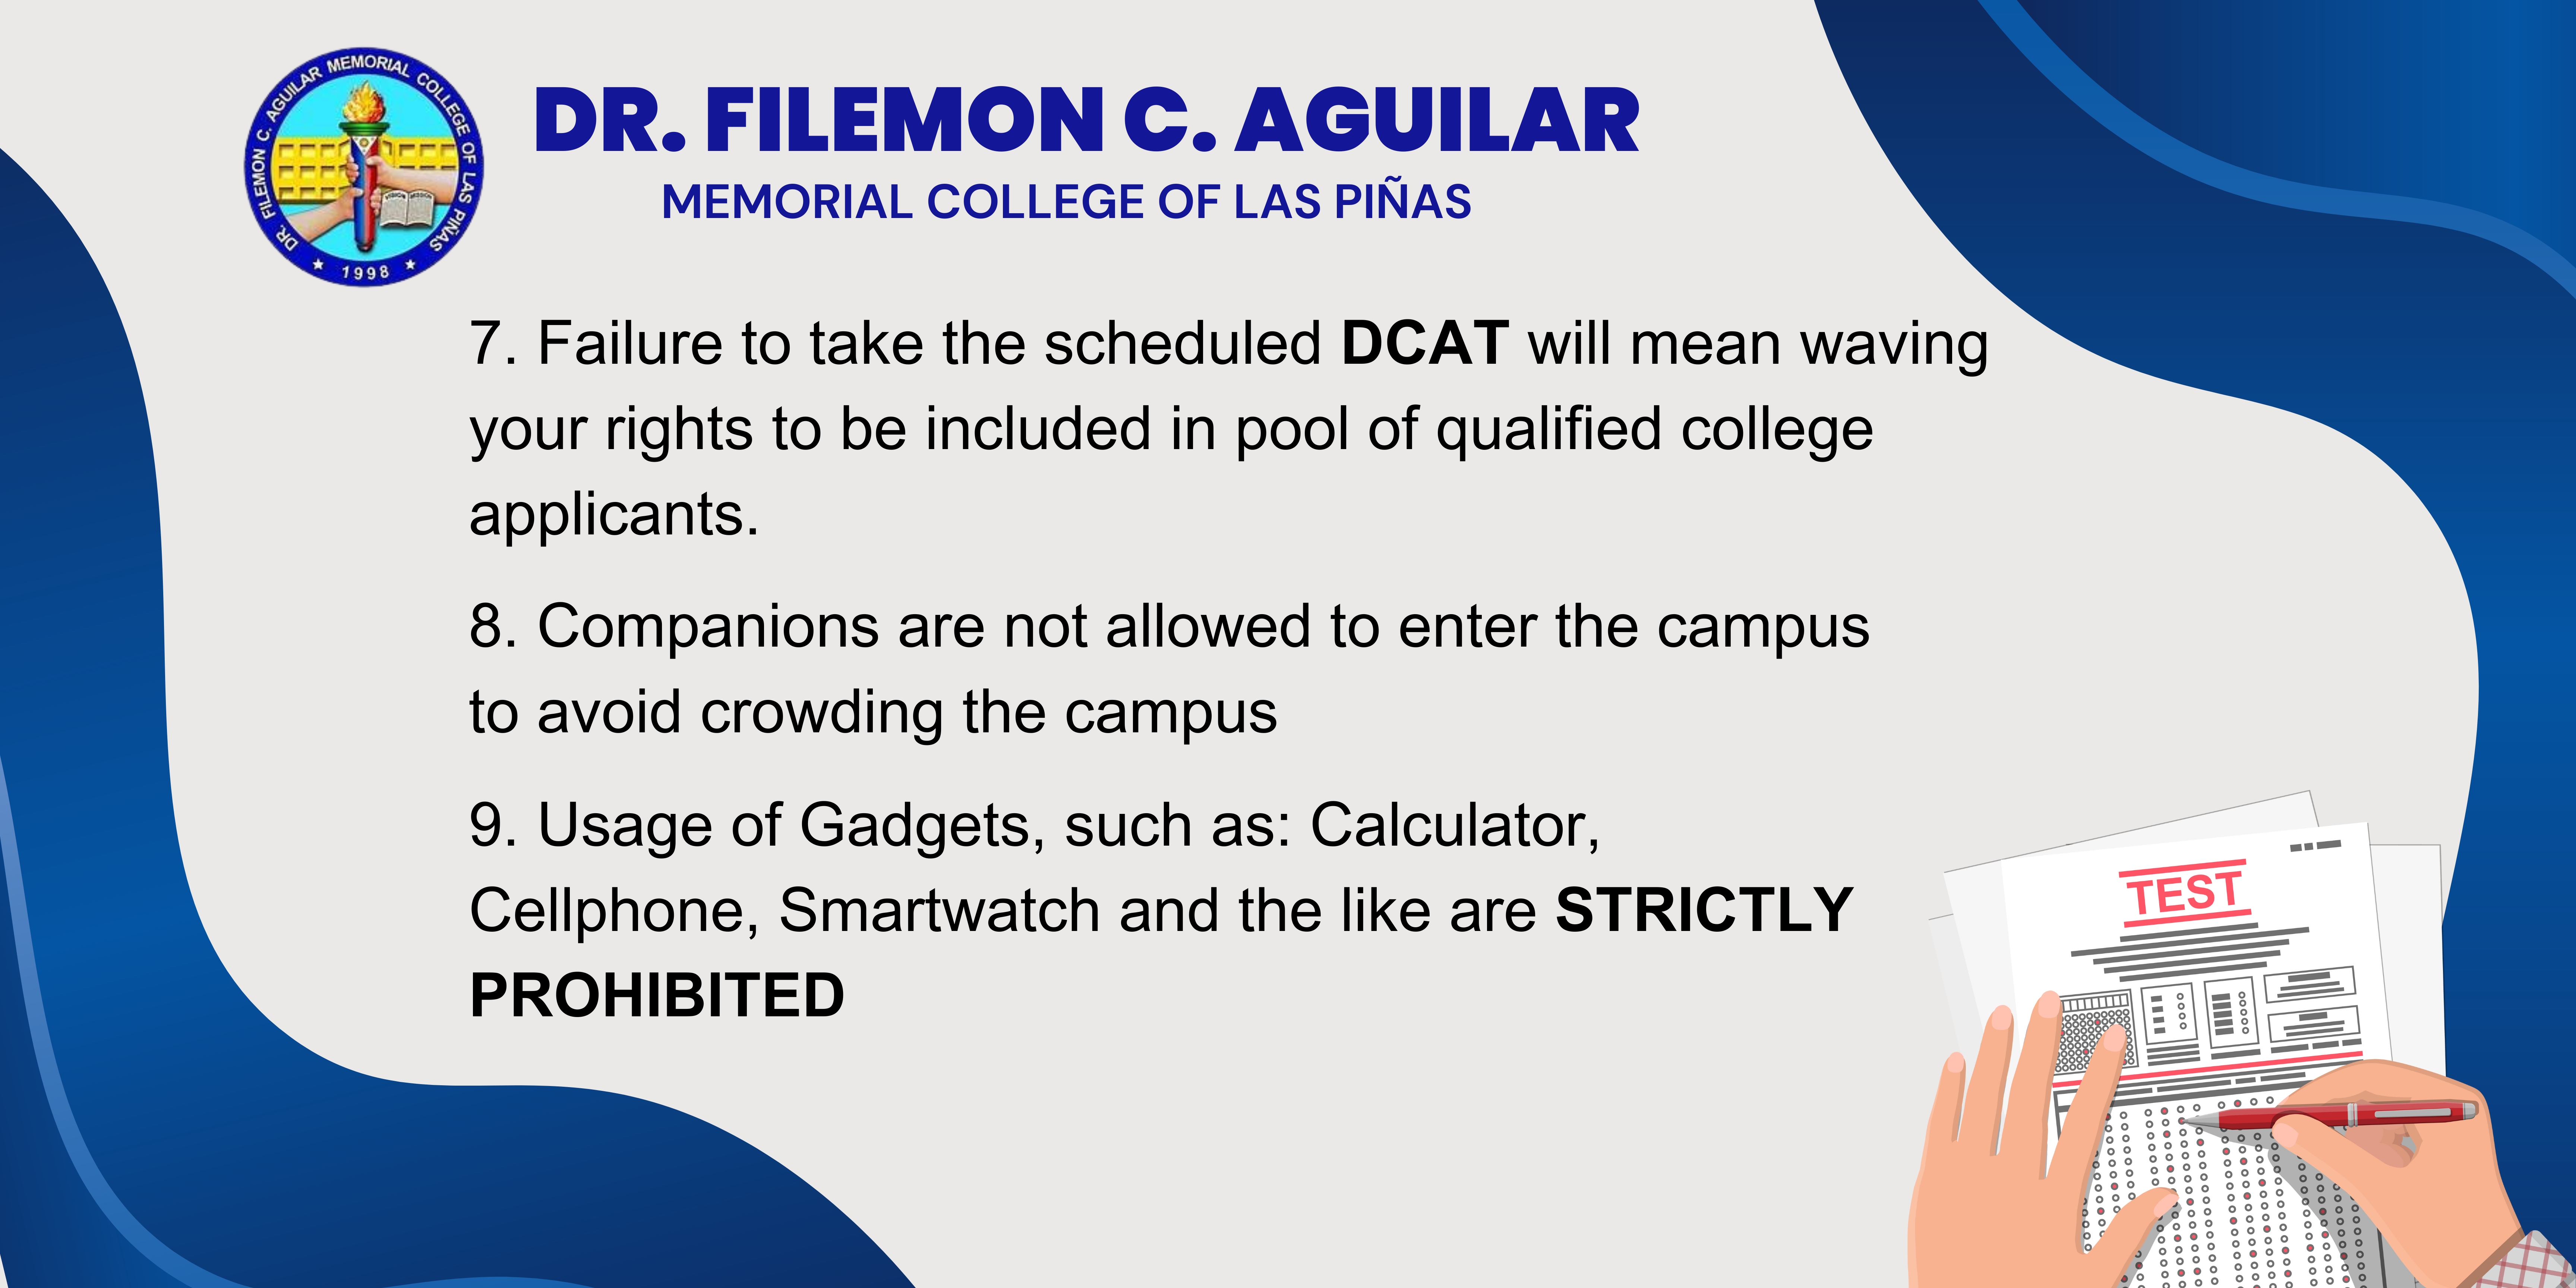 DR. FILEMON C. AGUILAR MEMORIAL COLLEGE OF LAS PIÑAS
1998
VISION MISSION
DR. FILEMON C. AGUILAR
MEMORIAL COLLEGE OF LAS PIÑAS
7. Failure to take the scheduled DCAT will mean waving
your rights to be included in pool of qualified college
applicants.
8. Companions are not allowed to enter the campus
to avoid crowding the campus
9. Usage of Gadgets, such as: Calculator,
Cellphone, Smartwatch and the like are STRICTLY
PROHIBITED
TEST